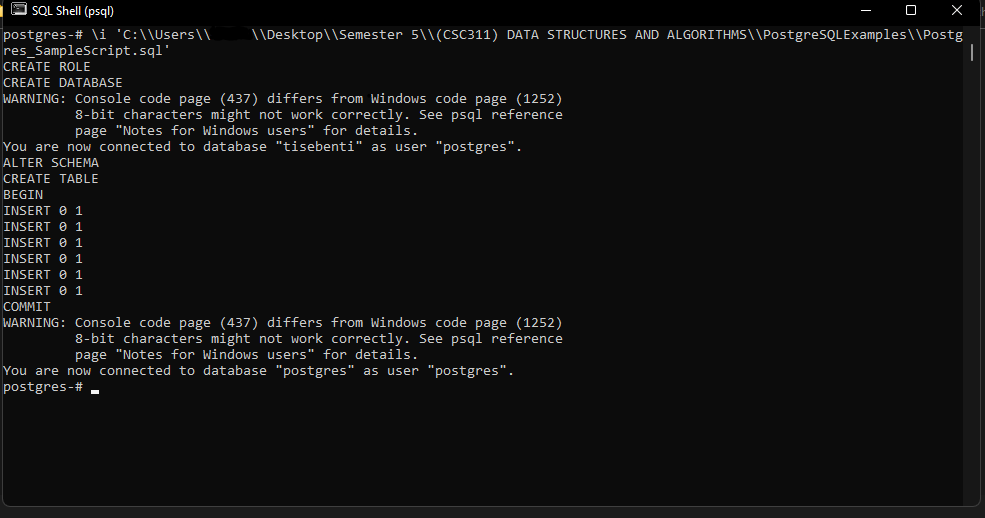 SQL Shell (psql)
postgres-# \i 'C:\\Users\\ \\Desktop\\Semester 5\\(CSC311) DATA STRUCTURES AND ALGORITHMS\\PostgreSQLExamples\\Postg
res_SampleScript.sql'
CREATE ROLE
CREATE DATABASE
WARNING: Console code page (437) differs from Windows code page (1252)
         8-bit characters might not work correctly. See psql reference
         page "Notes for Windows users" for details.
You are now connected to database "tisebenti" as user "postgres".
ALTER SCHEMA
CREATE TABLE
BEGIN
INSERT 0 1
INSERT 0 1
INSERT 0 1
INSERT 0 1
INSERT 0 1
INSERT 0 1
COMMIT
WARNING: Console code page (437) differs from Windows code page (1252)
         8-bit characters might not work correctly. See psql reference
         page "Notes for Windows users" for details.
You are now connected to database "postgres" as user "postgres".
postgres-#